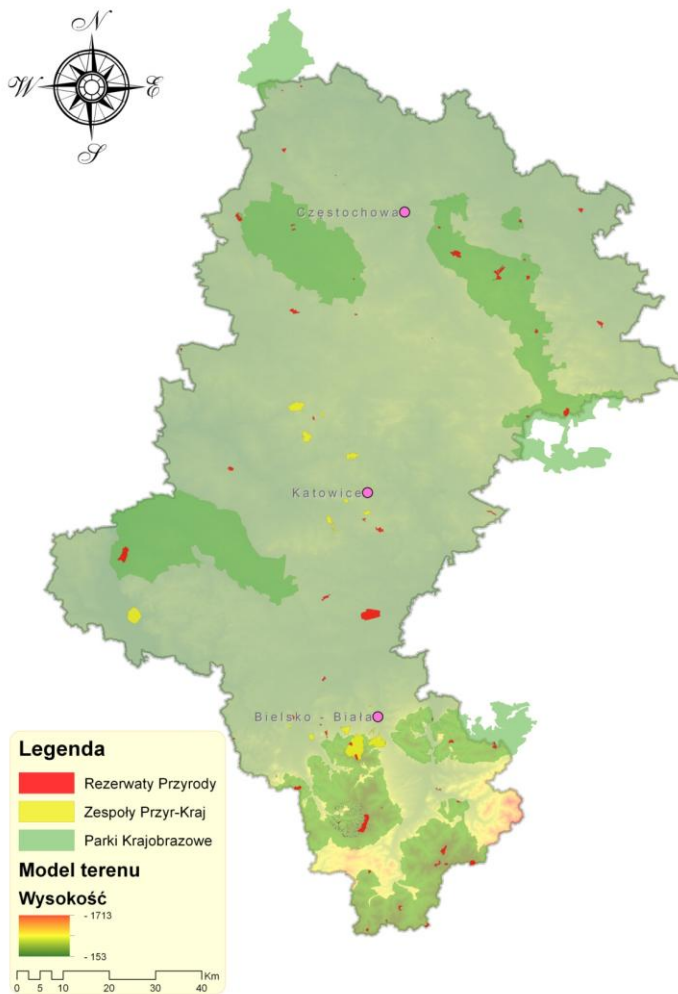 N
W
E
S
Częstochowa
Katowice
Bielsko - Biała
Legenda
Rezerwaty Przyrody
Zespoły Przyr-Kraj
Parki Krajobrazowe
Model terenu
Wysokość
- 1713
- 153
Km
0 5 10 20 30 40